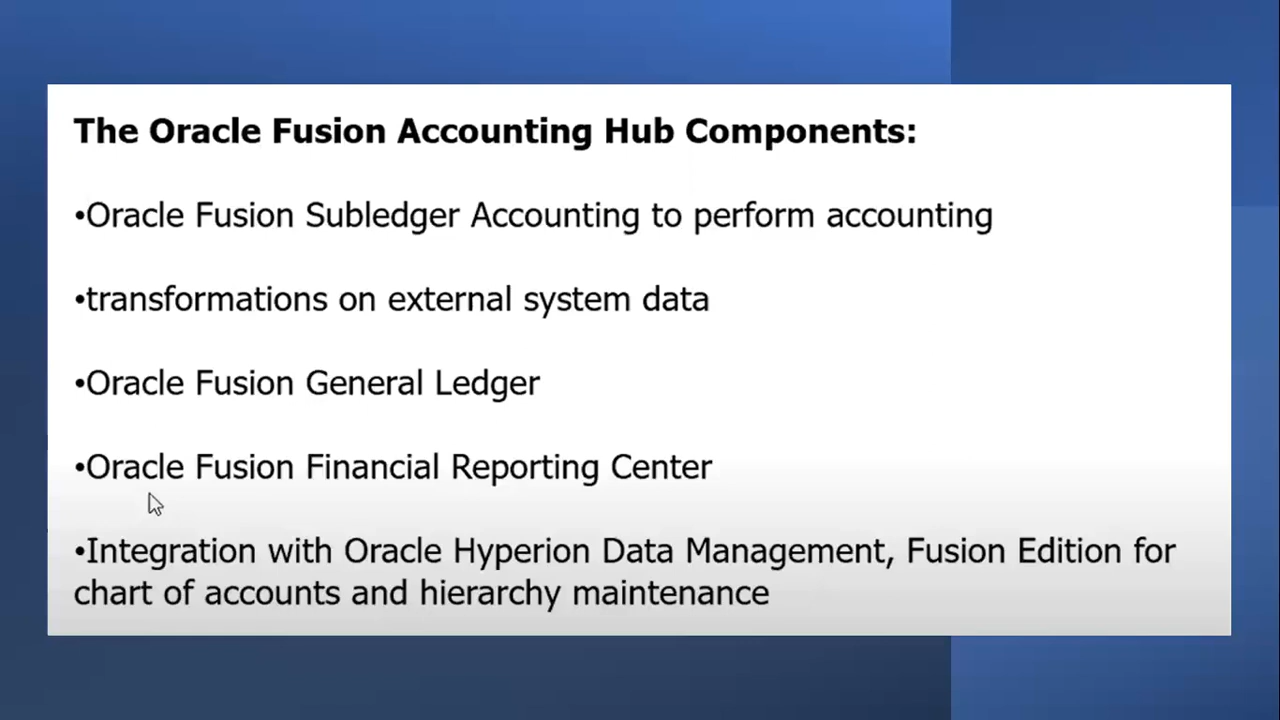 The Oracle Fusion Accounting Hub Components:
•Oracle Fusion Subledger Accounting to perform accounting
•transformations on external system data
•Oracle Fusion General Ledger
•Oracle Fusion Financial Reporting Center
•Integration with Oracle Hyperion Data Management, Fusion Edition for
chart of accounts and hierarchy maintenance